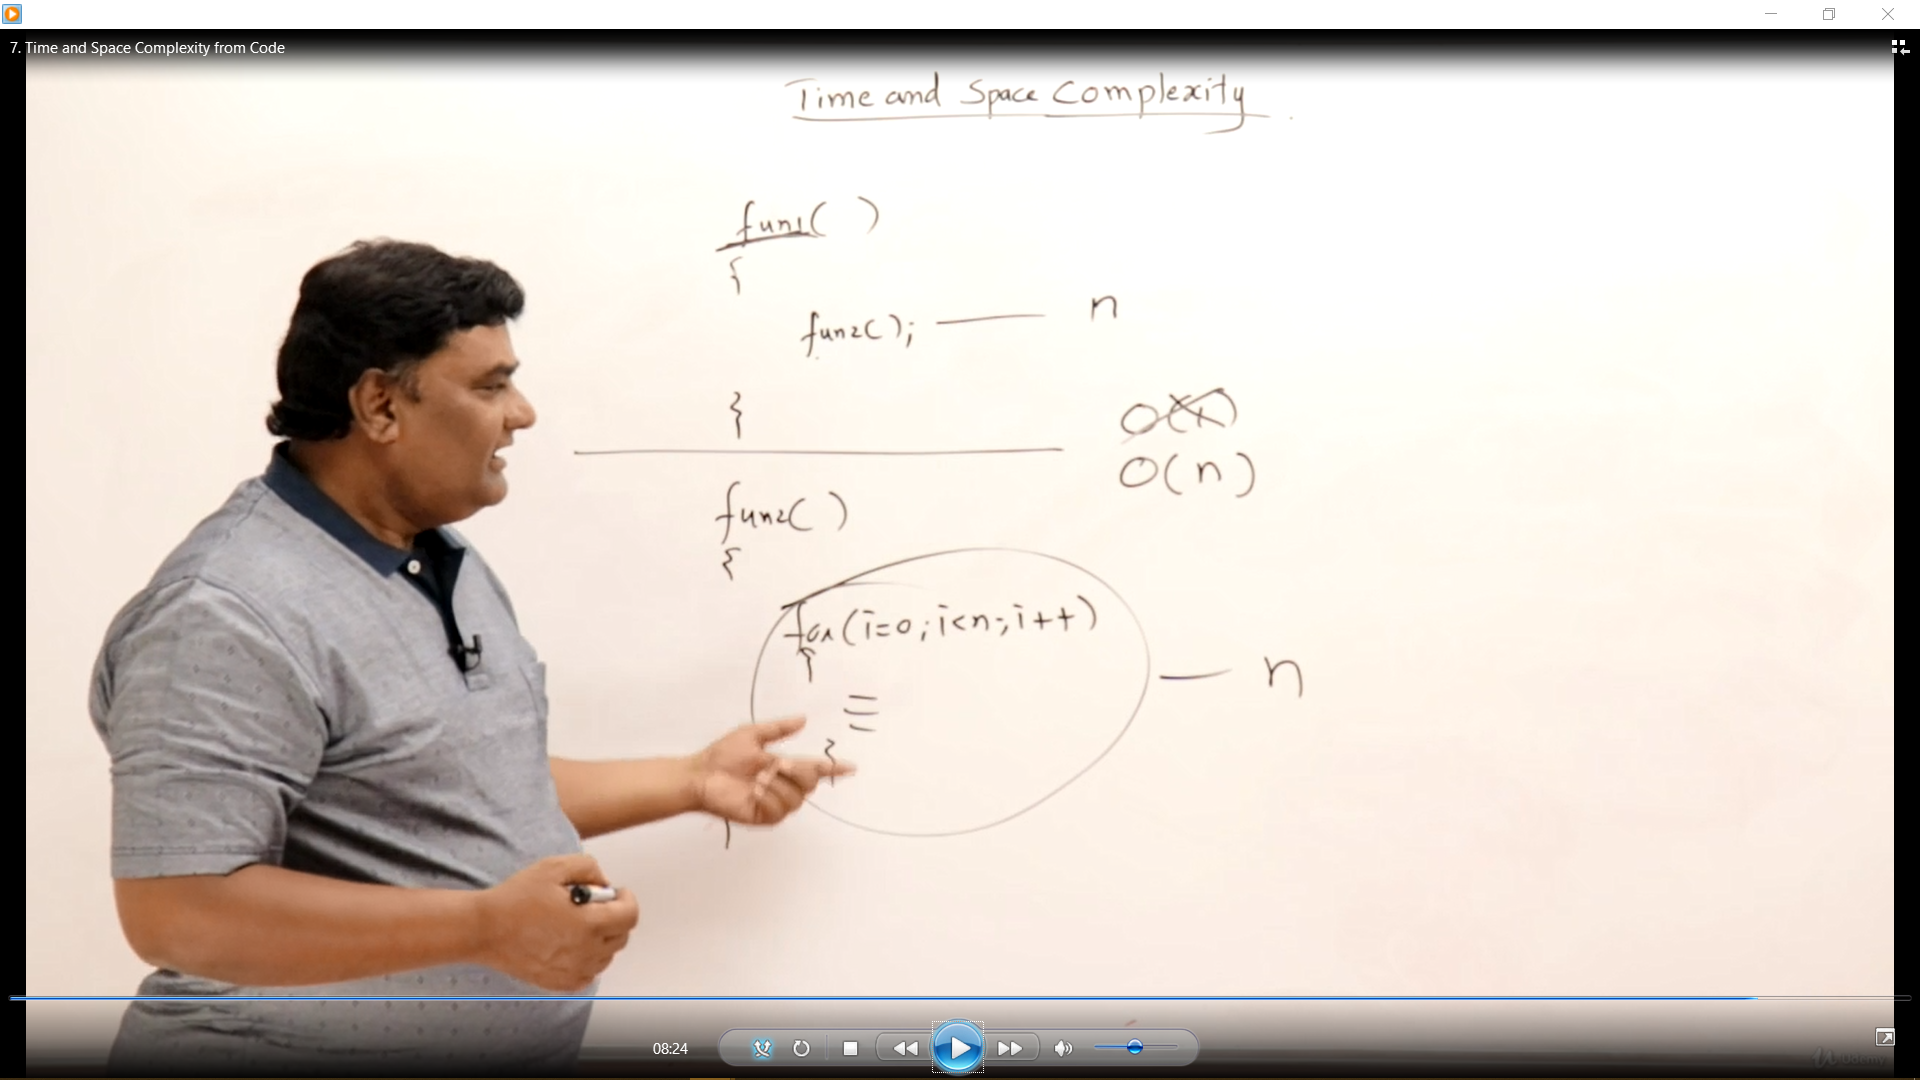 7. Time and Space Complexity from Code
Time and Space Complexity
fun1( )
{
fun2( ); — n
}
O(1)
O(n)
fun2( )
{
for(i=0; i<n; i++)
{
}
— n
}
08:24
Udemy